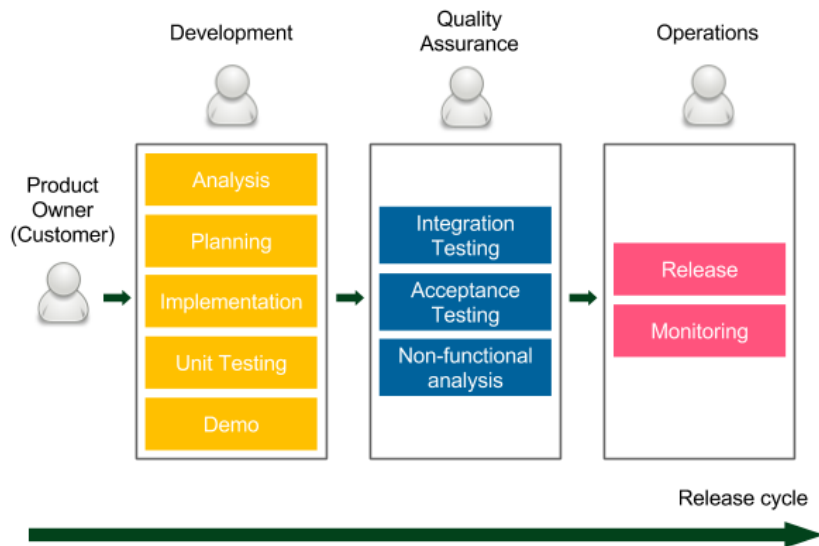 Development
Quality
Assurance
Operations
Product
Owner
(Customer)
Analysis
Planning
Implementation
Unit Testing
Demo
Integration
Testing
Acceptance
Testing
Non-functional
analysis
Release
Monitoring
Release cycle